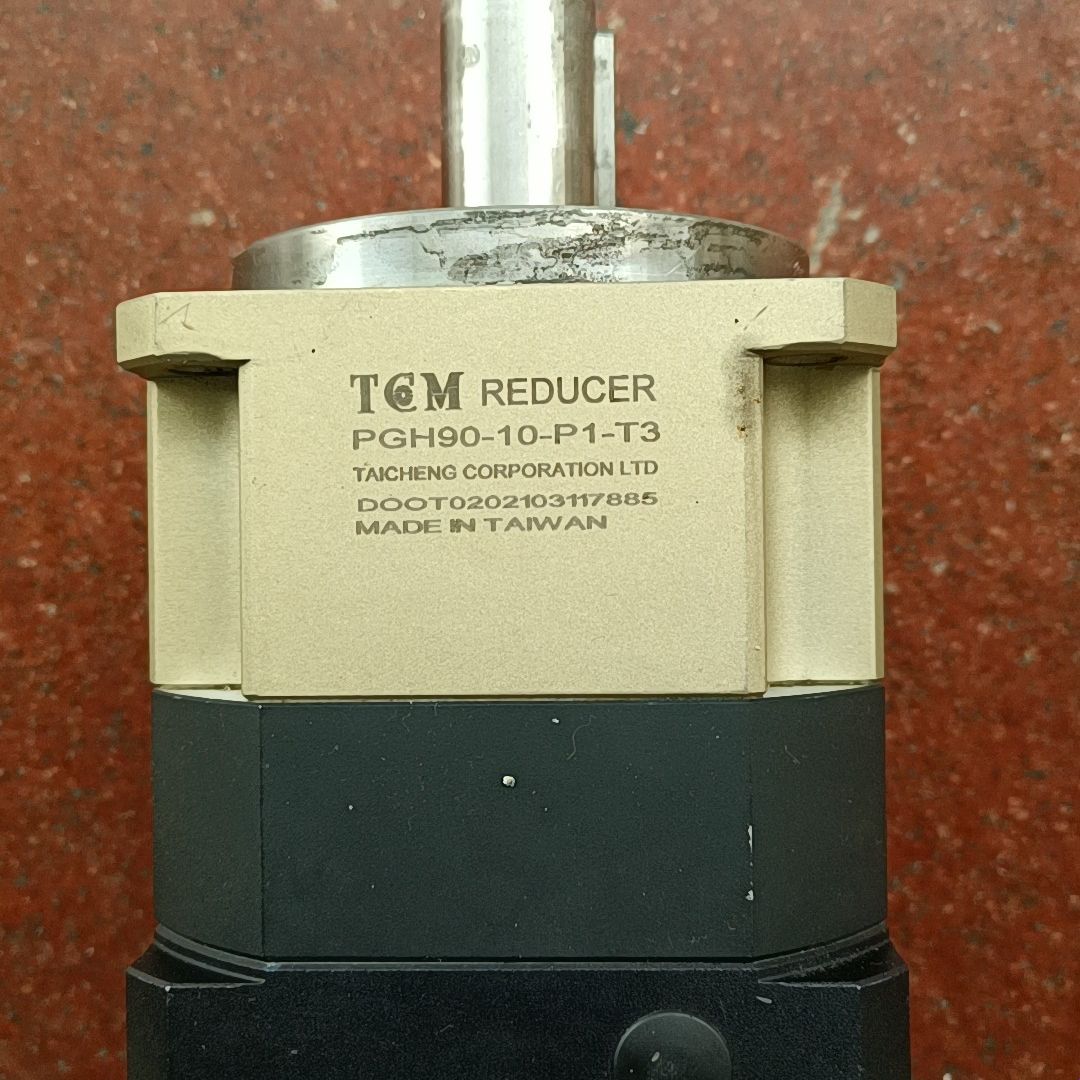 TCM REDUCER
PGH90-10-P1-T3
TAICHENG CORPORATION LTD
DOOT0202103117885
MADE IN TAIWAN